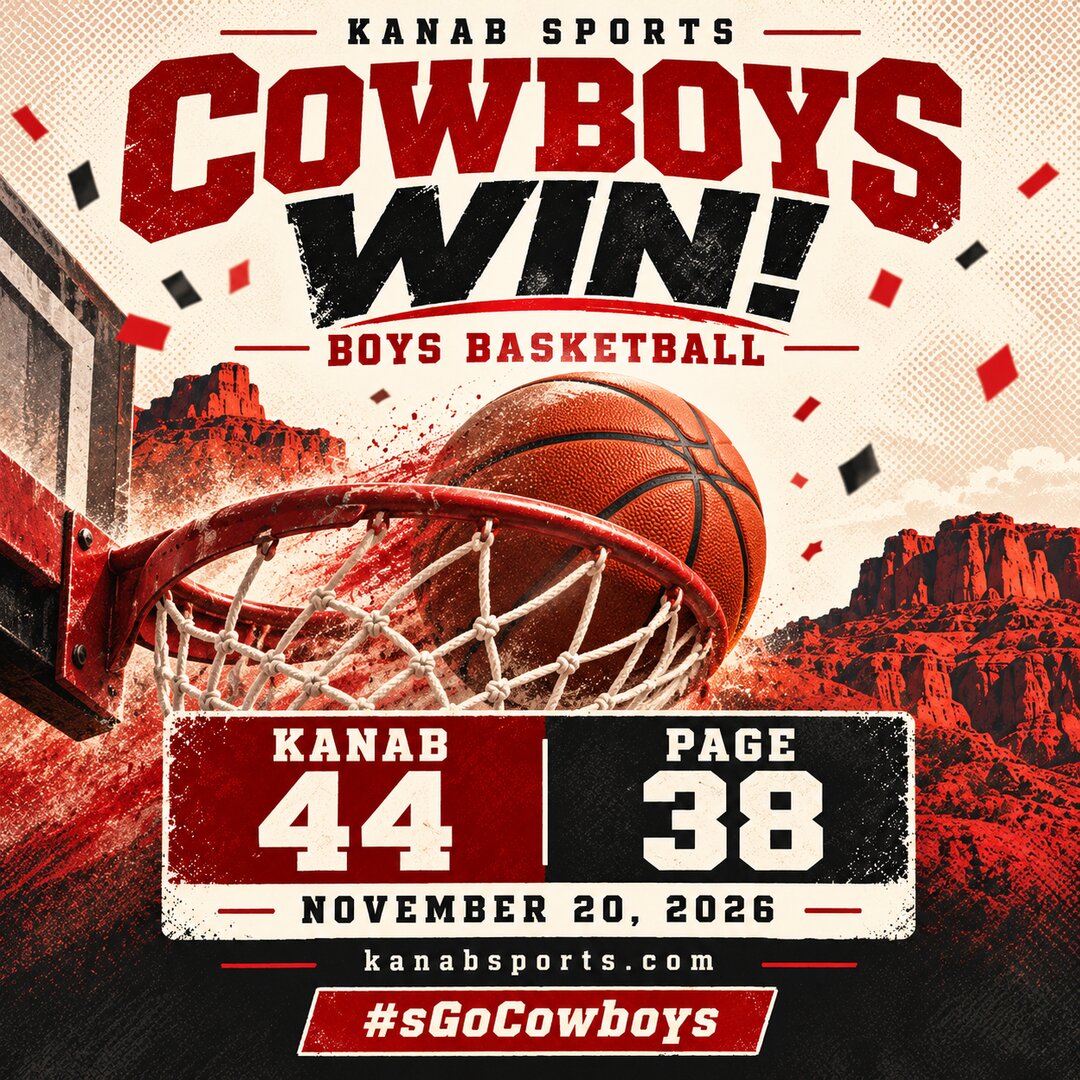 KANAB SPORTS
COWBOYS
WIN!
BOYS BASKETBALL
KANAB
44
PAGE
38
NOVEMBER 20, 2026
kanabsports.com
#sGoCowboys